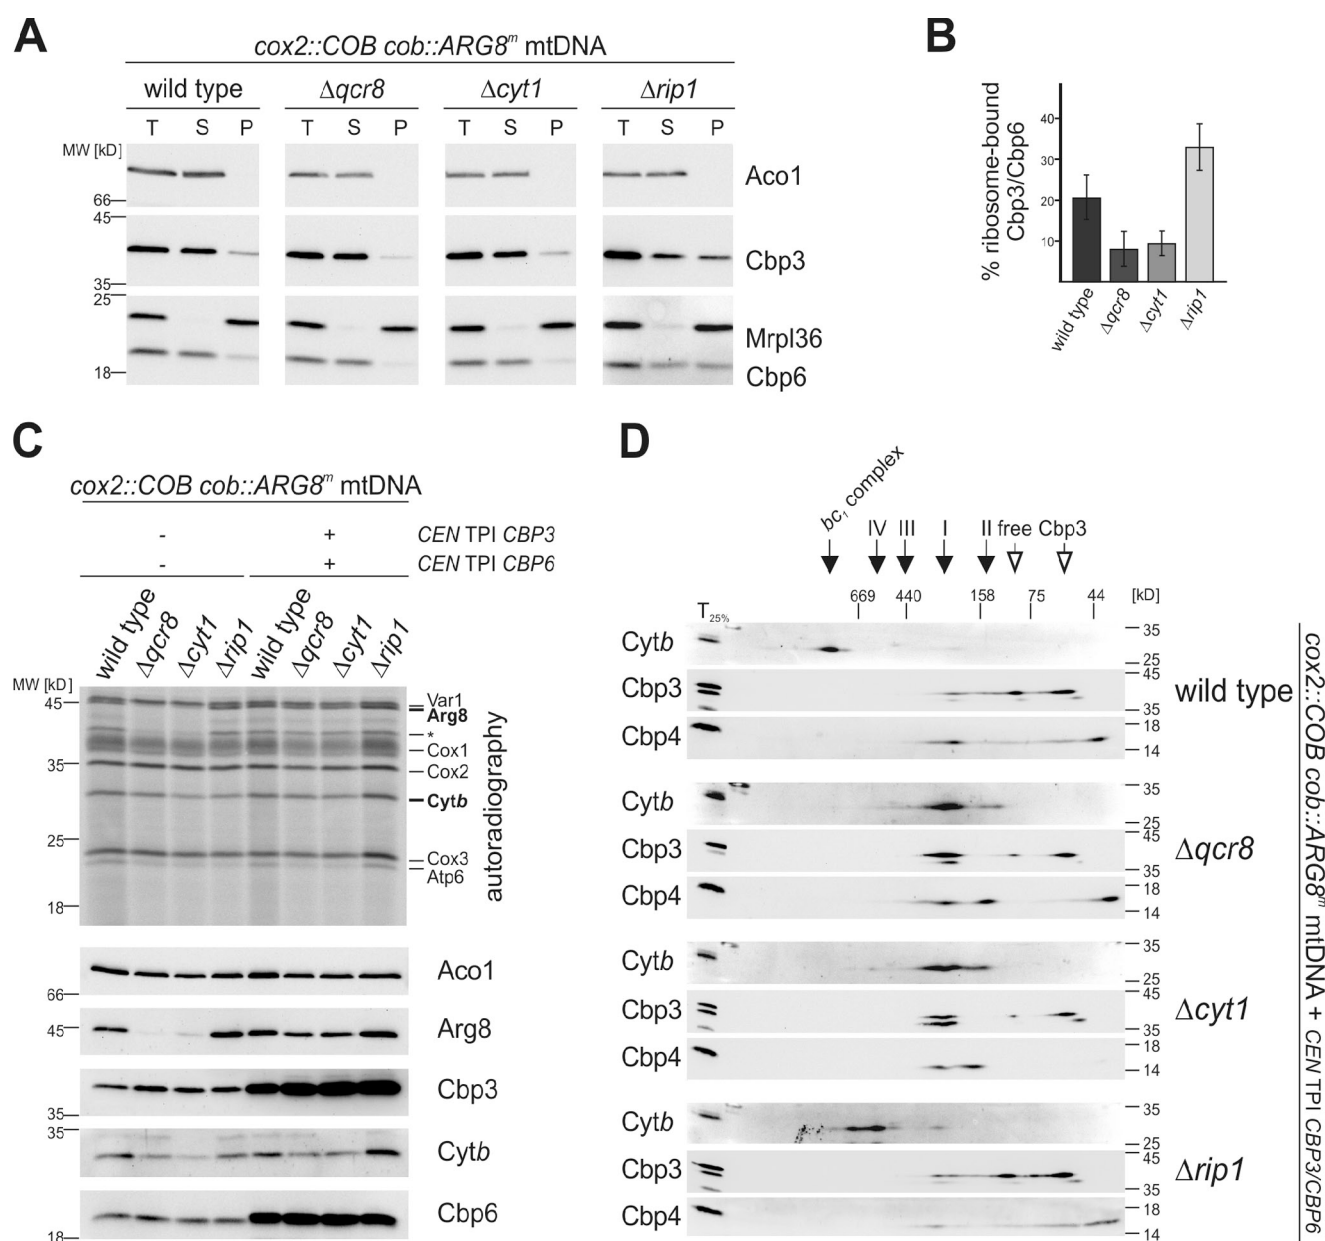 A
cox2::COB cob::ARG8ᵐ mtDNA
wild type Δqcr8 Δcyt1 Δrip1
T S P T S P T S P T S P
MW [kD]
Aco1
66
45
Cbp3
35
25
Mrpl36
18
Cbp6
B
% ribosome-bound
Cbp3/Cbp6
40
30
20
10
wild type Δqcr8 Δcyt1 Δrip1
C
cox2::COB cob::ARG8ᵐ mtDNA
- + CEN TPI CBP3
- + CEN TPI CBP6
wild type Δqcr8 Δcyt1 Δrip1 wild type Δqcr8 Δcyt1 Δrip1
MW [kD]
45
35
25
18
Var1
Arg8
*
Cox1
Cox2
Cytb
Cox3
Atp6
autoradiography
Aco1
66
45
Arg8
Cbp3
35
35
Cytb
Cbp6
18
D
bc₁ complex
IV III I II free Cbp3
669 440 158 75 44 [kD]
T25%
Cytb 35 25
Cbp3 45 35
Cbp4 18 14
wild type
Cytb 35 25
Cbp3 45 35
Cbp4 18 14
Δqcr8
Cytb 35 25
Cbp3 45 35
Cbp4 18 14
Δcyt1
Cytb 35 25
Cbp3 45 35
Cbp4 18 14
Δrip1
cox2::COB cob::ARG8ᵐ mtDNA + CEN TPI CBP3/CBP6